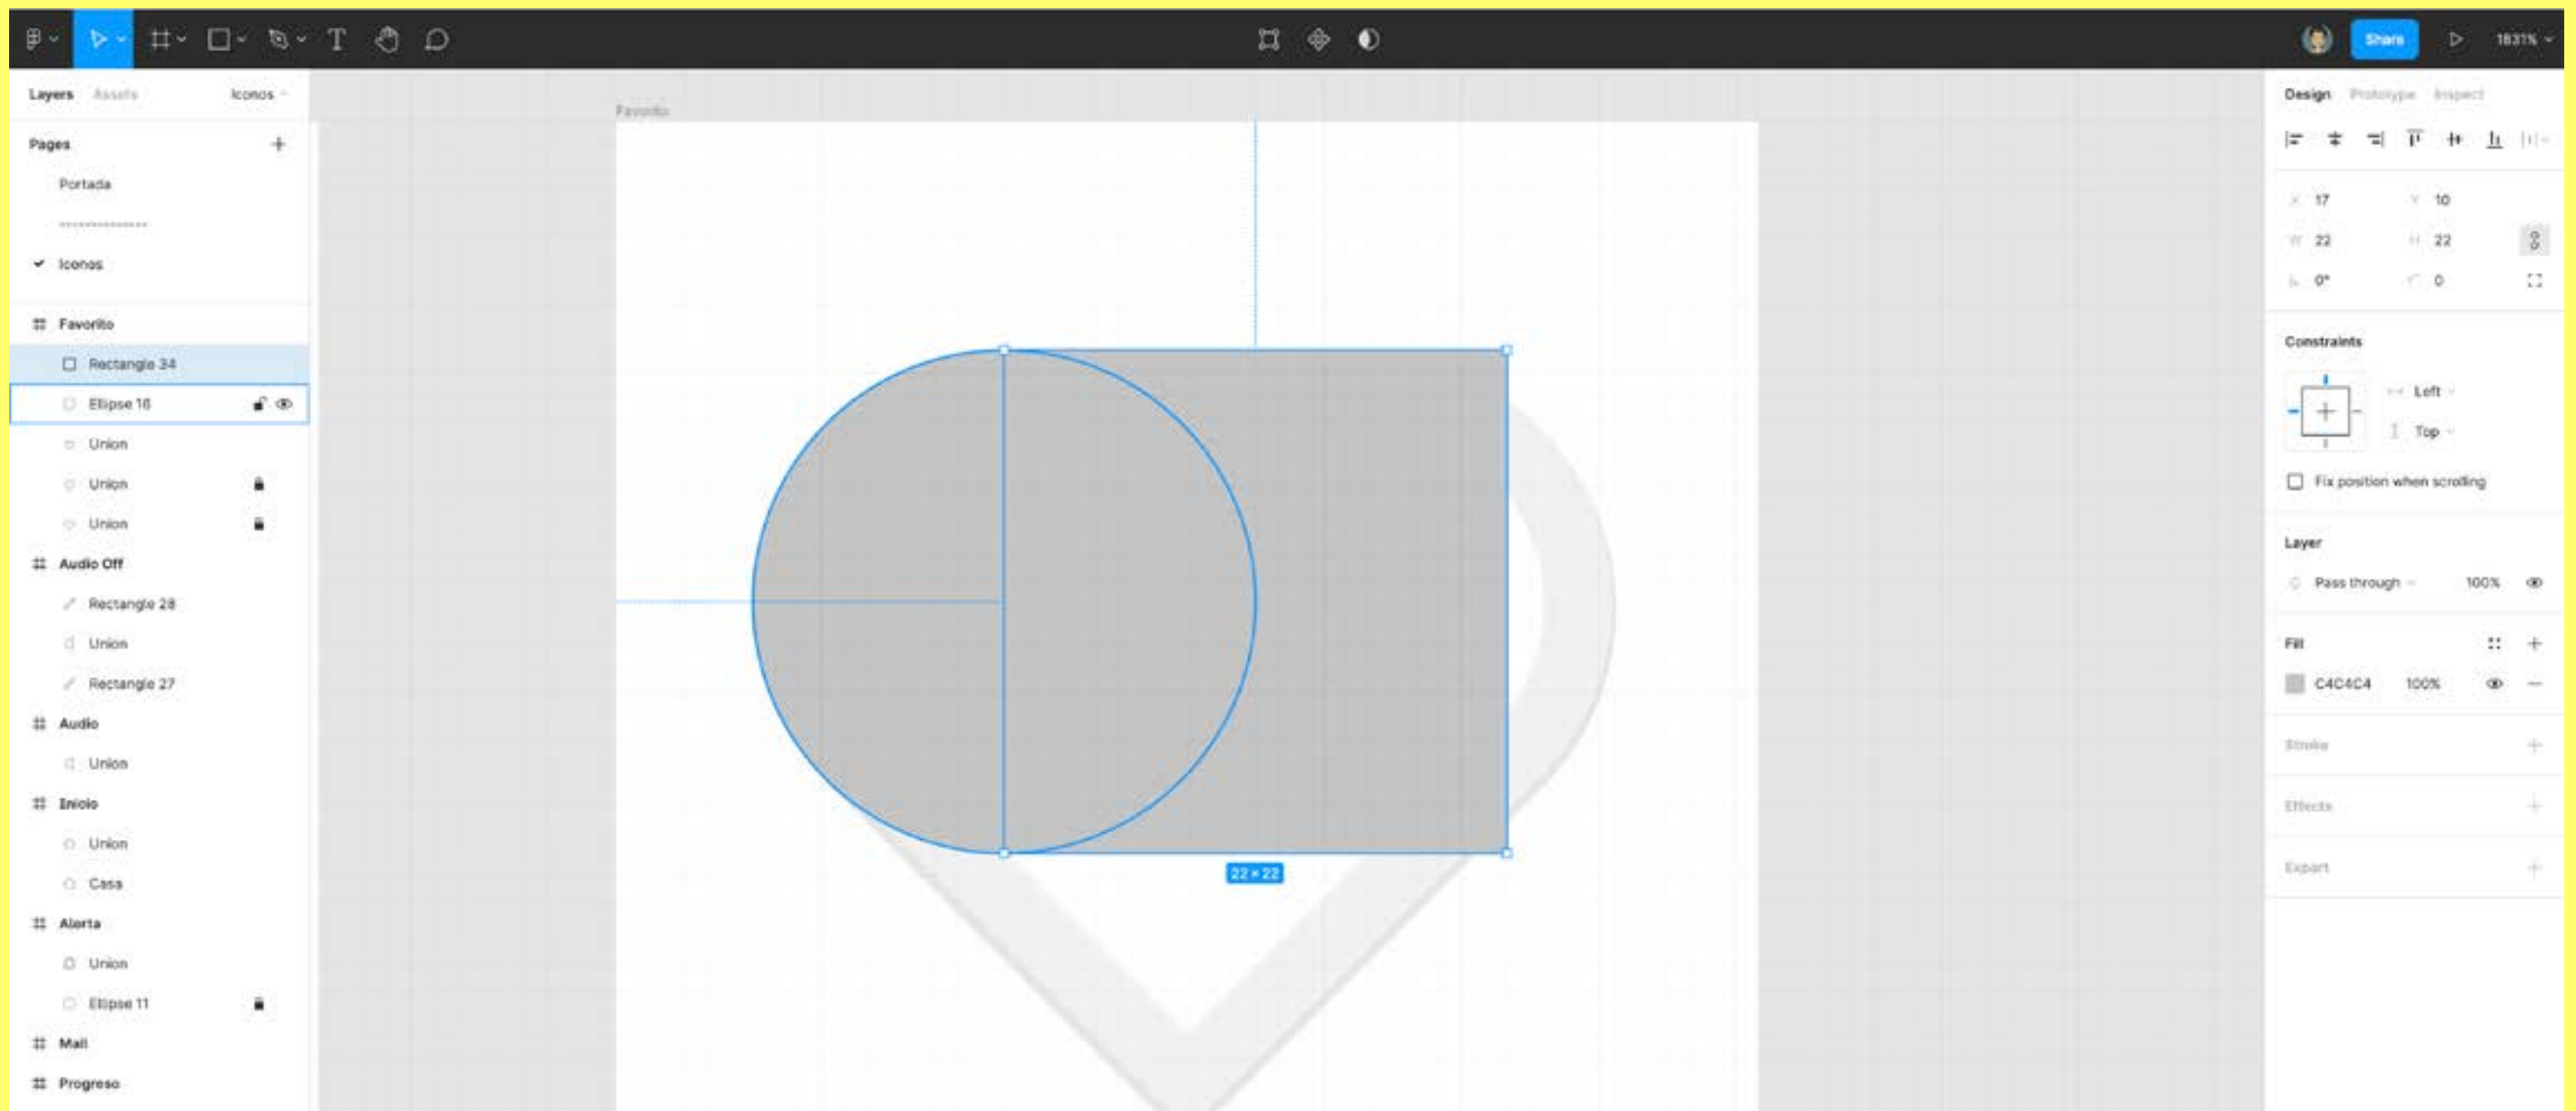 Share
1831%
Layers Assets Iconos
Pages
Portada
--------------
Iconos
Favorito
Rectangle 34
Ellipse 16
Union
Union
Union
Audio Off
Rectangle 28
Union
Rectangle 27
Audio
Union
Inicio
Union
Casa
Alerta
Union
Ellipse 11
Mail
Progreso
Favorito
22 × 22
Design Prototype Inspect
X 17 Y 10
W 22 H 22
0° 0
Constraints
Left
Top
Fix position when scrolling
Layer
Pass through 100%
Fill
C4C4C4 100%
Stroke
Effects
Export